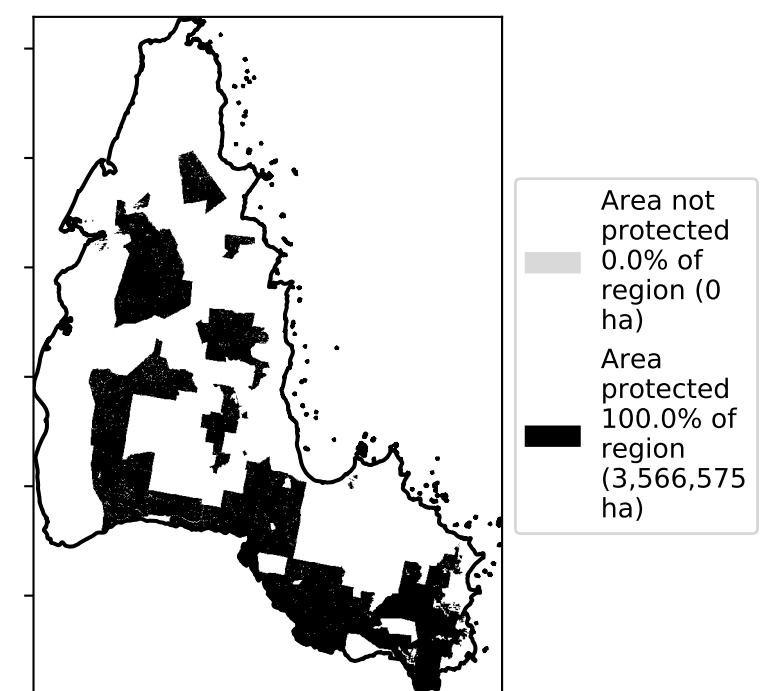 Area not
protected
0.0% of
region (0
ha)
Area
protected
100.0% of
region
(3,566,575
ha)